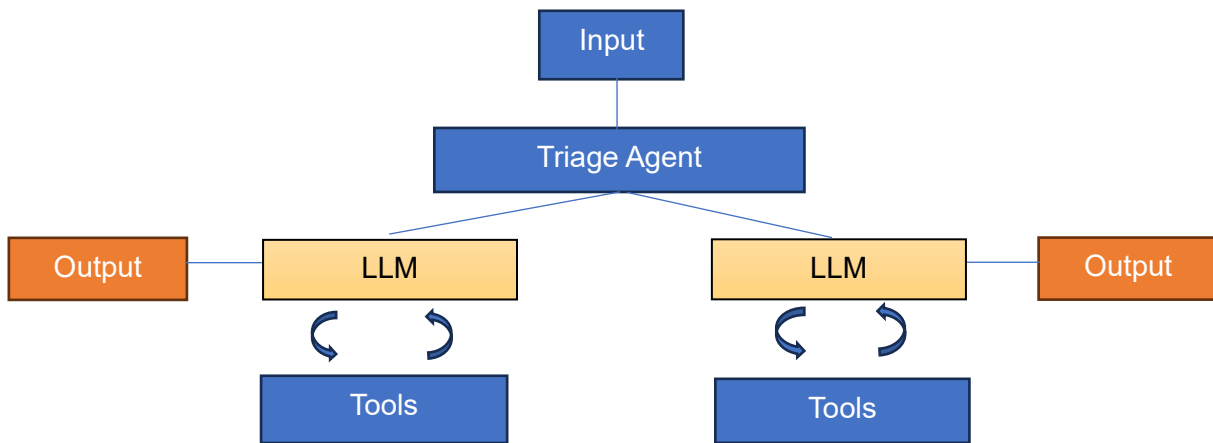 Input
Triage Agent
Output
LLM
LLM
Output
Tools
Tools